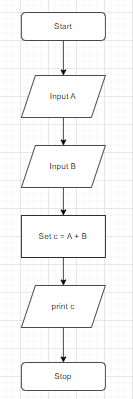 Start
Input A
Input B
Set c = A + B
print c
Stop